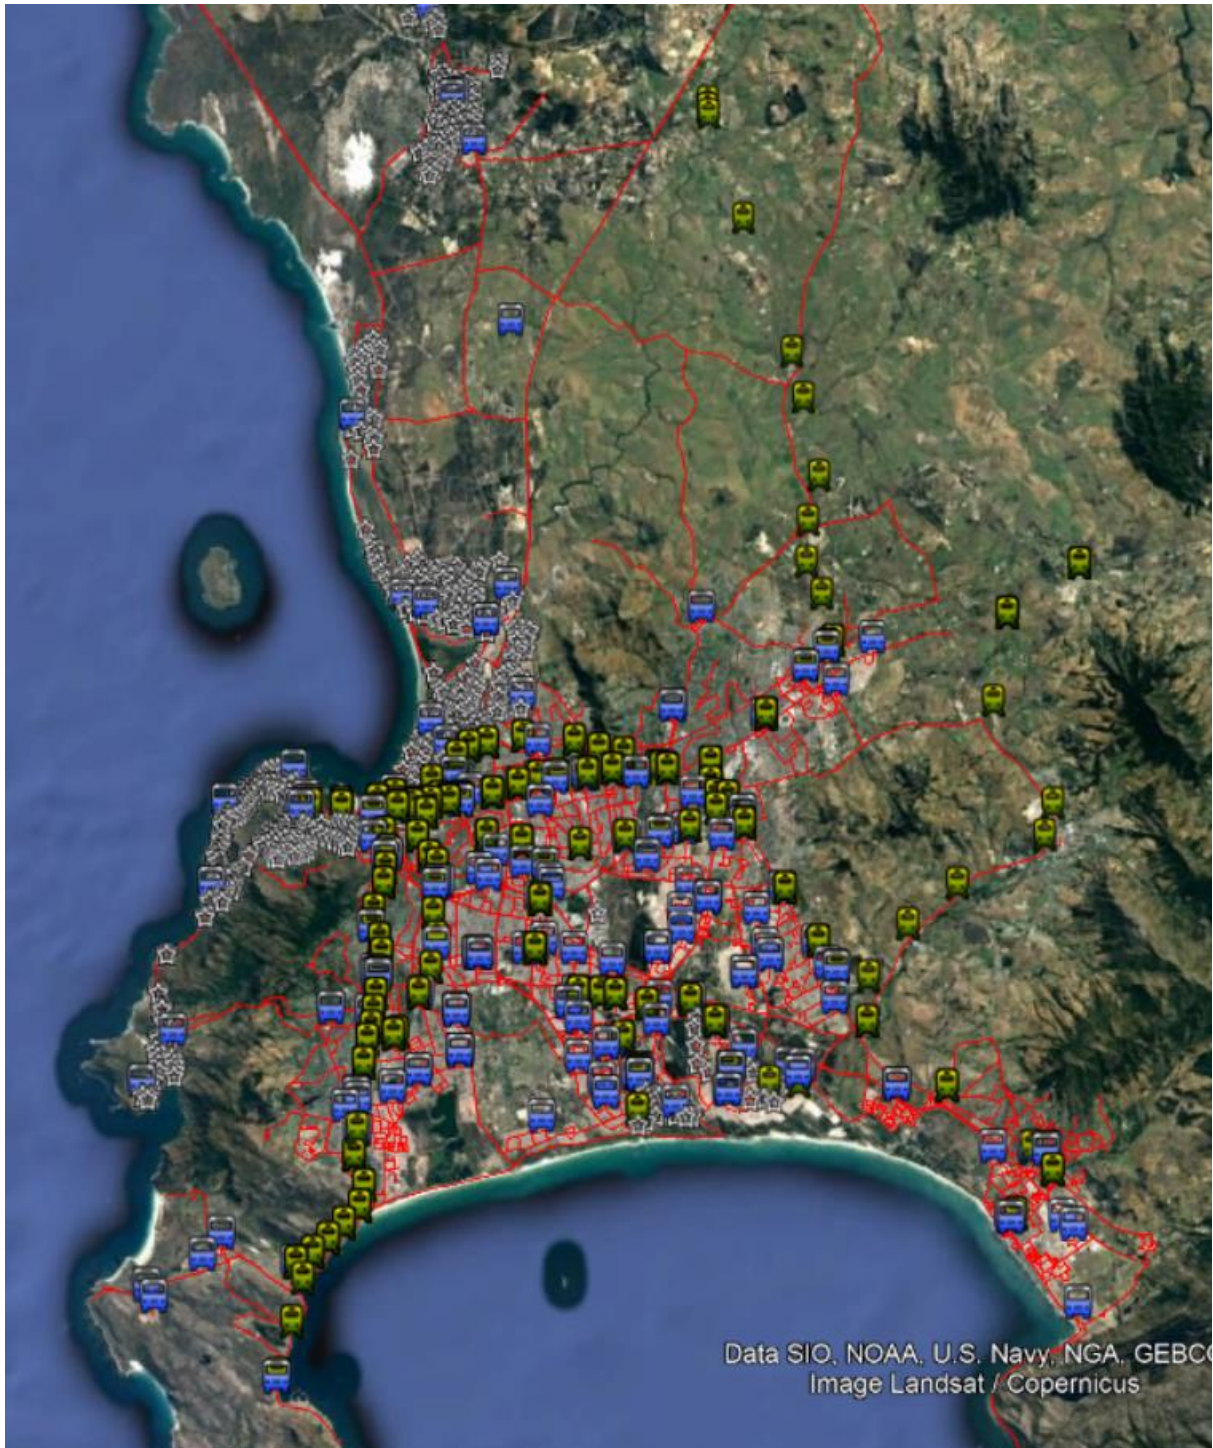 Data SIO, NOAA, U.S. Navy, NGA, GEBCO
Image Landsat / Copernicus